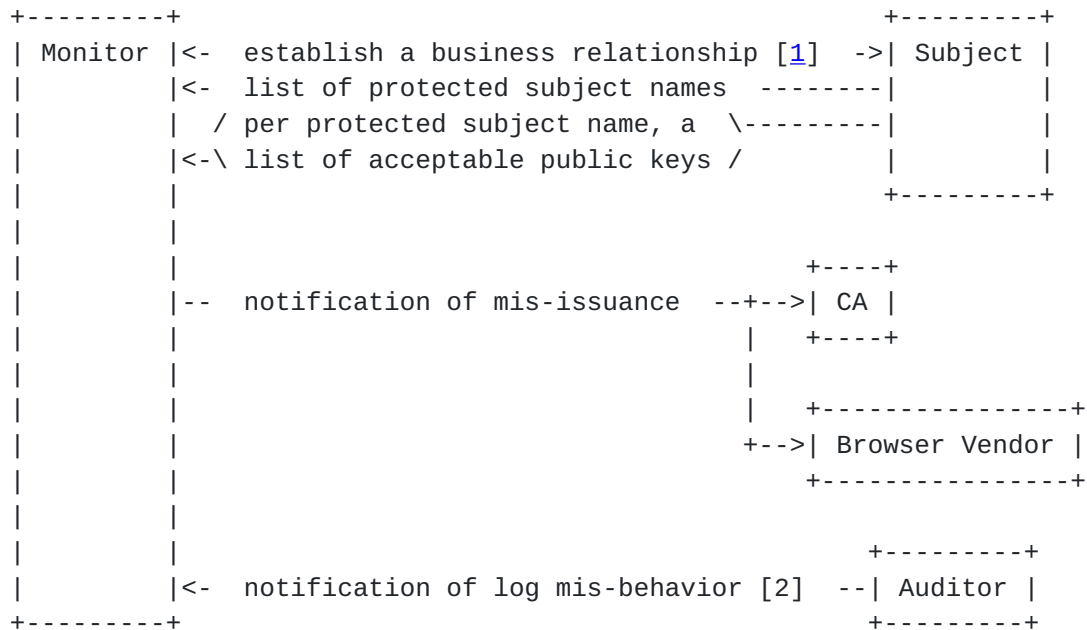 Monitor <- establish a business relationship [1] -> Subject
<- list of protected subject names --------
/ per protected subject name, a \---------
<-\ list of acceptable public keys /
-- notification of mis-issuance --+--> CA
+--> Browser Vendor
<- notification of log mis-behavior [2] -- Auditor